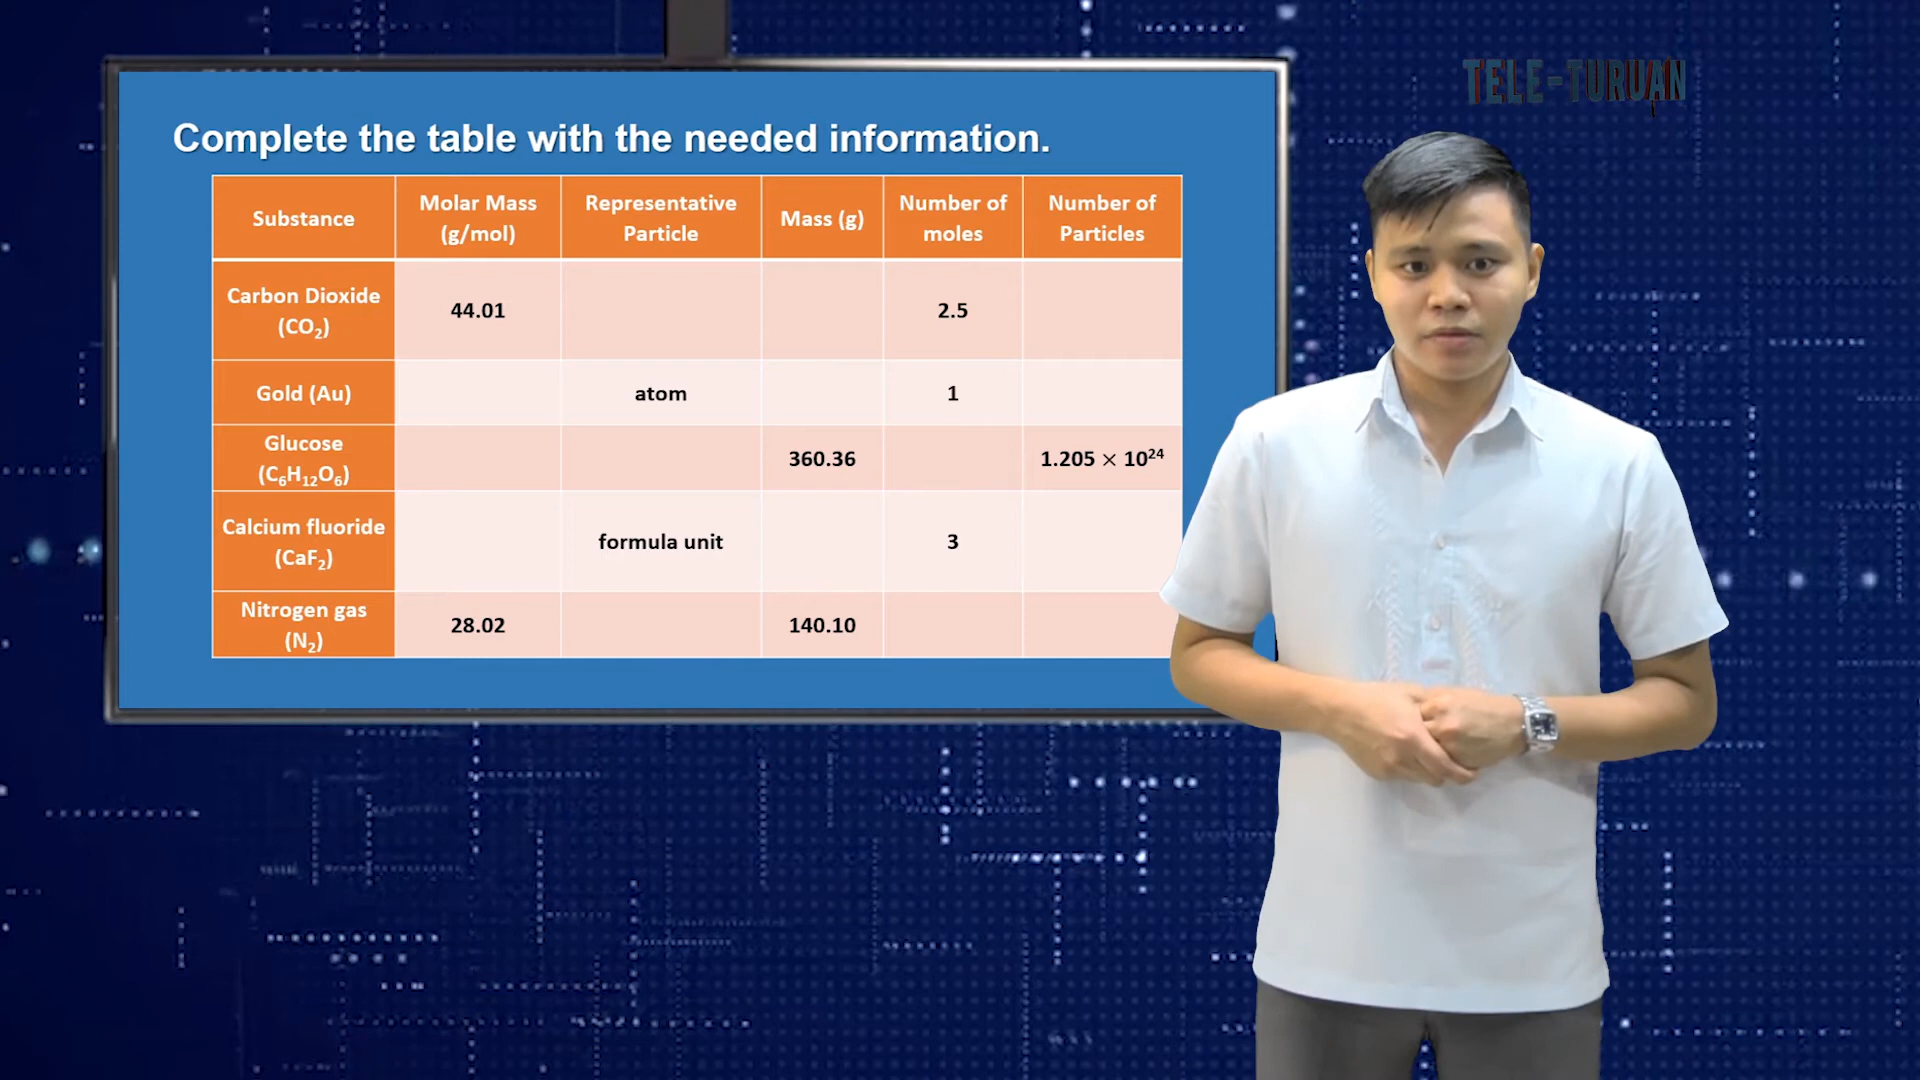 TELE-TURUAN
Complete the table with the needed information.
Substance
Molar Mass
(g/mol)
Representative
Particle
Mass (g)
Number of
moles
Number of
Particles
Carbon Dioxide
(CO₂)
44.01
2.5
Gold (Au)
atom
1
Glucose
(C₆H₁₂O₆)
360.36
1.205 × 10²⁴
Calcium fluoride
(CaF₂)
formula unit
3
Nitrogen gas
(N₂)
28.02
140.10